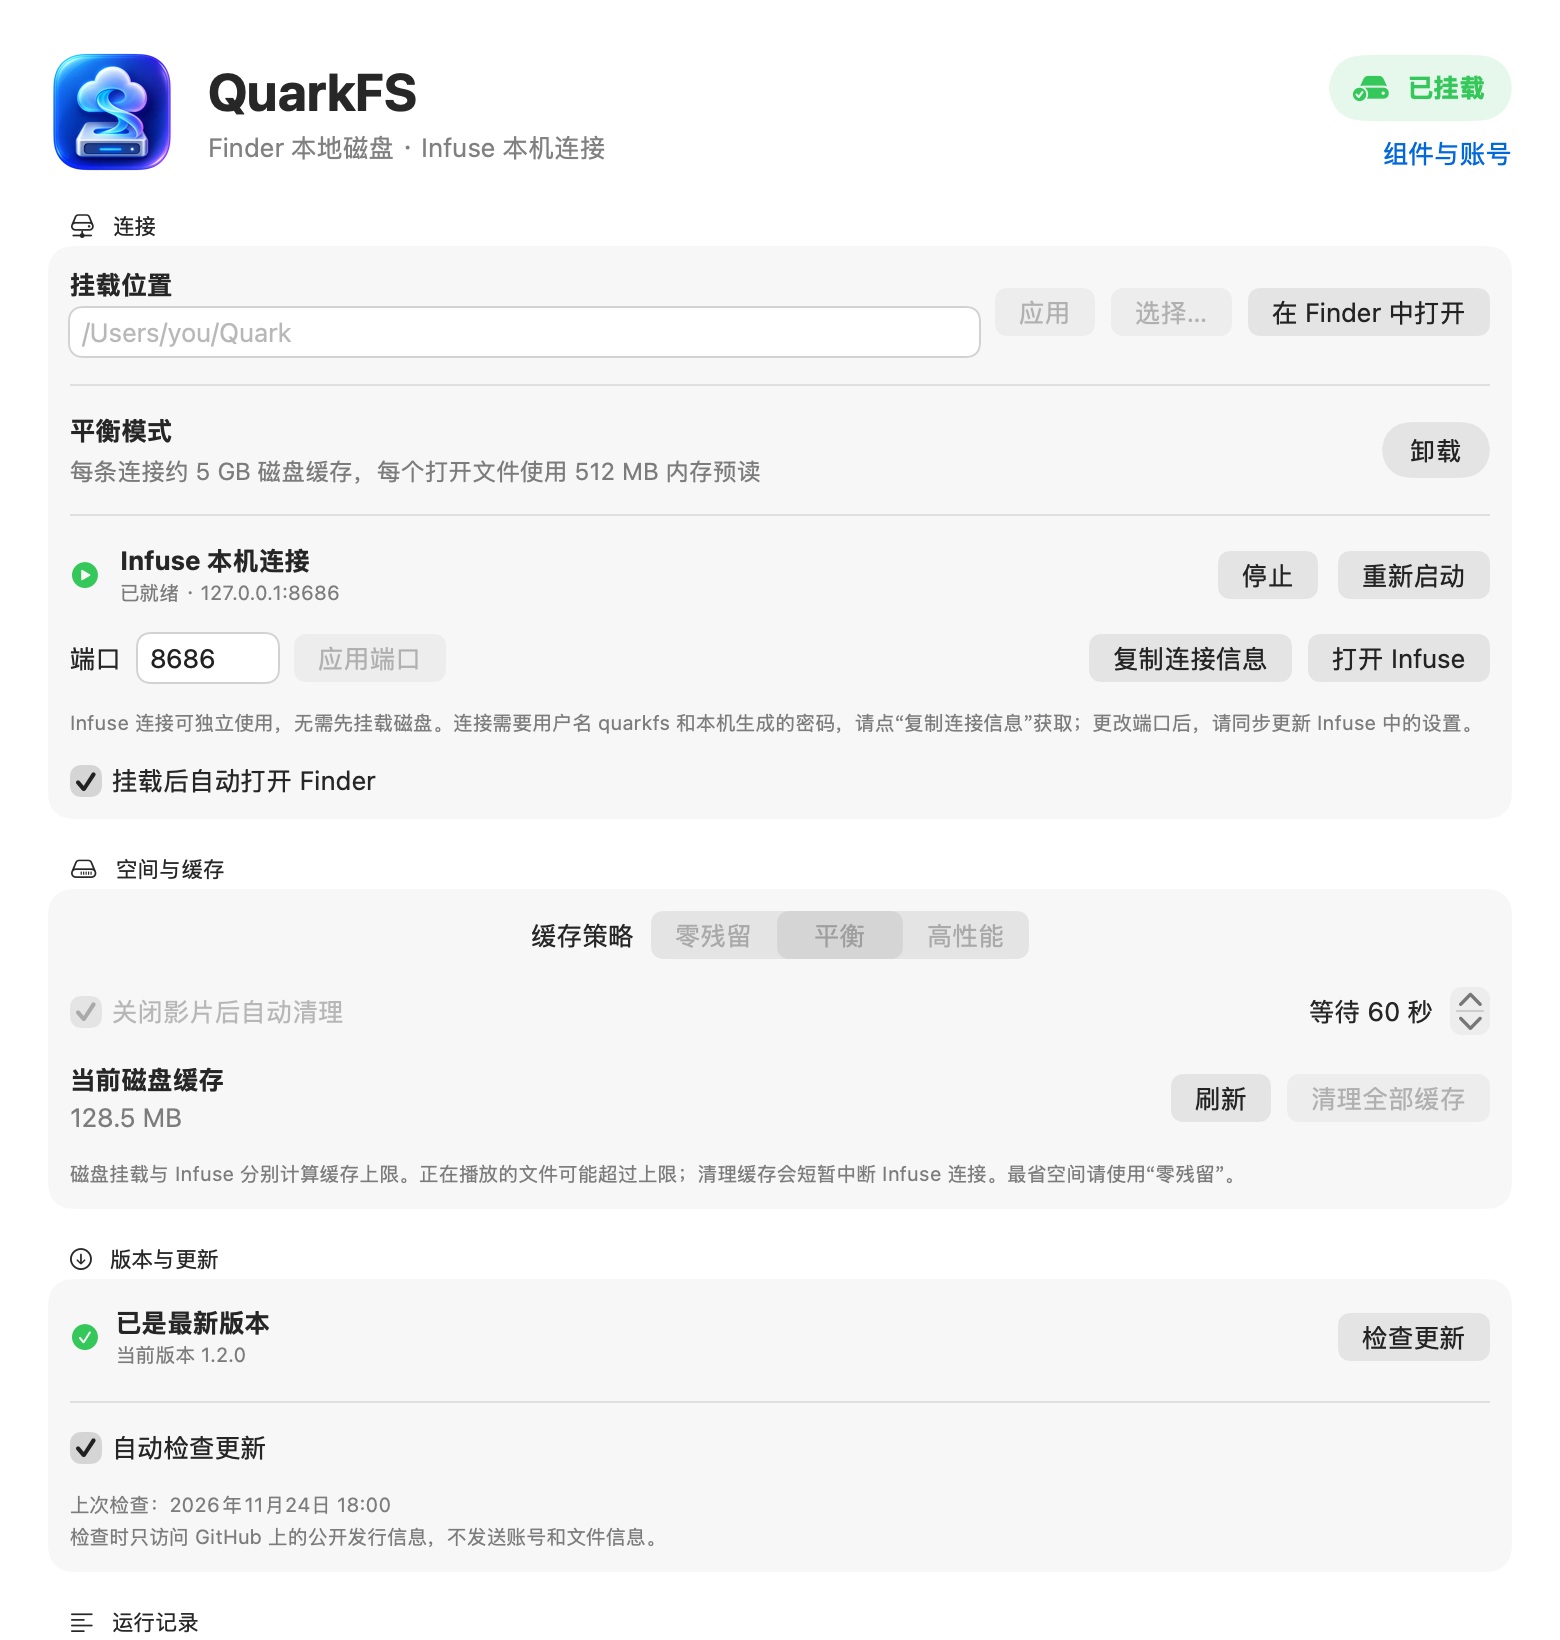 QuarkFS
Finder 本地磁盘 · Infuse 本机连接
已挂载
组件与账号
连接
挂载位置
/Users/you/Quark
应用
选择...
在 Finder 中打开
平衡模式
每条连接约 5 GB 磁盘缓存，每个打开文件使用 512 MB 内存预读
卸载
Infuse 本机连接
已就绪 · 127.0.0.1:8686
停止
重新启动
端口
8686
应用端口
复制连接信息
打开 Infuse
Infuse 连接可独立使用，无需先挂载磁盘。连接需要用户名 quarkfs 和本机生成的密码，请点“复制连接信息”获取；更改端口后，请同步更新 Infuse 中的设置。
挂载后自动打开 Finder
空间与缓存
缓存策略
零残留
平衡
高性能
关闭影片后自动清理
等待 60 秒
当前磁盘缓存
128.5 MB
刷新
清理全部缓存
磁盘挂载与 Infuse 分别计算缓存上限。正在播放的文件可能超过上限；清理缓存会短暂中断 Infuse 连接。最省空间请使用“零残留”。
版本与更新
已是最新版本
当前版本 1.2.0
检查更新
自动检查更新
上次检查：2026年11月24日 18:00
检查时只访问 GitHub 上的公开发行信息，不发送账号和文件信息。
运行记录